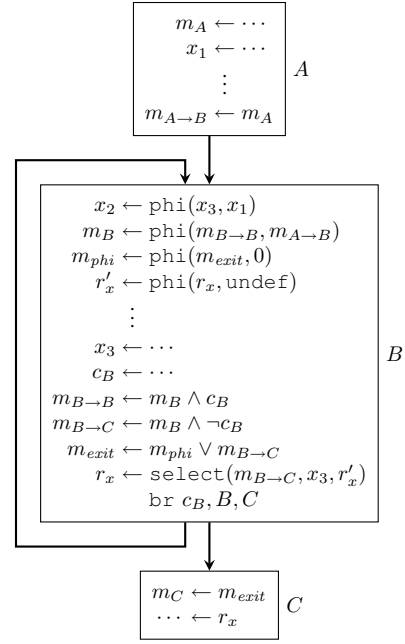 m_A ← ⋯
x_1 ← ⋯
⋮
m_{A→B} ← m_A
A
x_2 ← phi(x_3, x_1)
m_B ← phi(m_{B→B}, m_{A→B})
m_{phi} ← phi(m_{exit}, 0)
r'_x ← phi(r_x, undef)
⋮
x_3 ← ⋯
c_B ← ⋯
m_{B→B} ← m_B ∧ c_B
m_{B→C} ← m_B ∧ ¬c_B
m_{exit} ← m_{phi} ∨ m_{B→C}
r_x ← select(m_{B→C}, x_3, r'_x)
br c_B, B, C
B
m_C ← m_{exit}
⋯ ← r_x
C